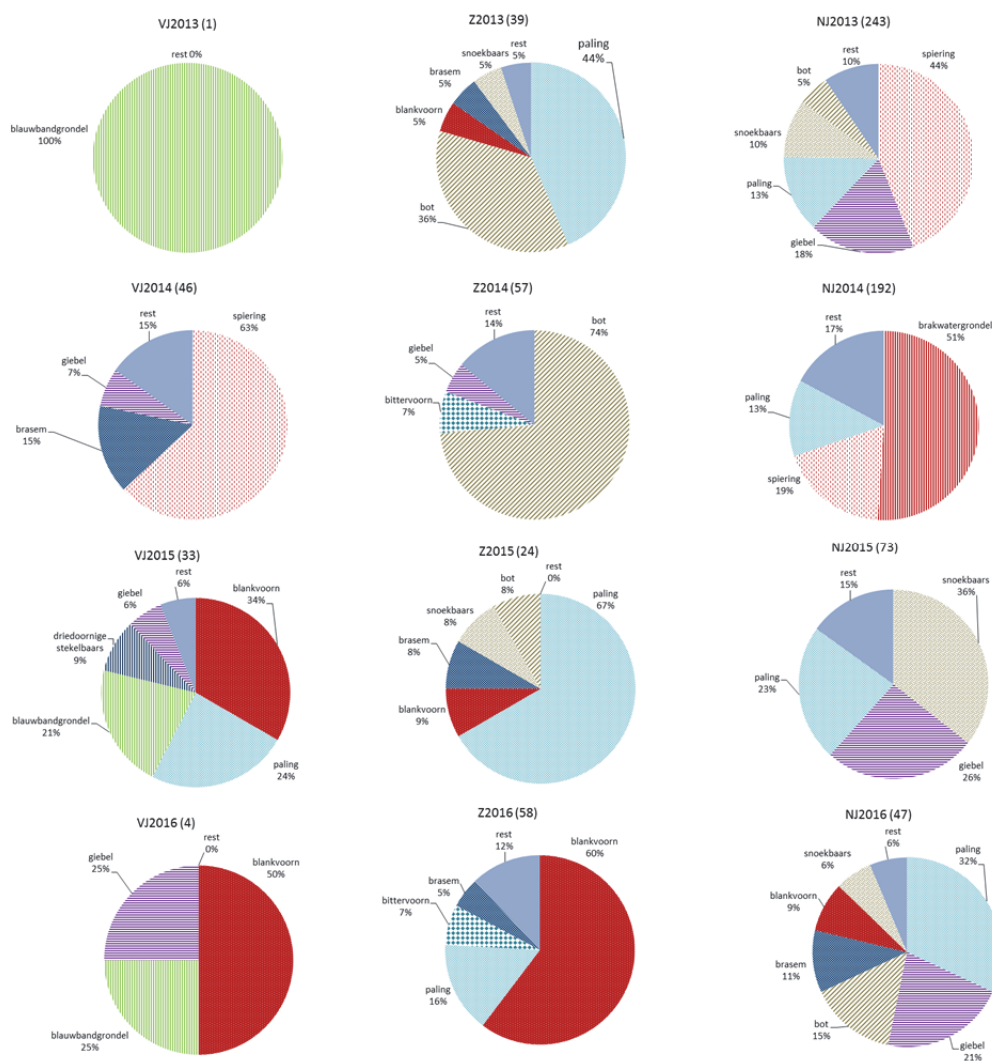 VJ2013 (1)
rest 0%
blauwbandgrondel
100%
Z2013 (39)
rest
5%
snoekbaars
5%
brasem
5%
blankvoorn
5%
bot
36%
paling
44%
NJ2013 (243)
rest
10%
spiering
44%
bot
5%
snoekbaars
10%
paling
13%
giebel
18%
VJ2014 (46)
rest
15%
spiering
63%
giebel
7%
brasem
15%
Z2014 (57)
rest
14%
bot
74%
giebel
5%
bittervoorn
7%
NJ2014 (192)
rest
17%
brakwatergrondel
51%
paling
13%
spiering
19%
VJ2015 (33)
rest
6%
blankvoorn
34%
giebel
6%
driedoornige
stekelbaars
9%
blauwbandgrondel
21%
paling
24%
Z2015 (24)
rest
0%
bot
8%
paling
67%
snoekbaars
8%
brasem
8%
blankvoorn
9%
NJ2015 (73)
rest
15%
snoekbaars
36%
paling
23%
giebel
26%
VJ2016 (4)
rest
0%
giebel
25%
blankvoorn
50%
blauwbandgrondel
25%
Z2016 (58)
rest
12%
blankvoorn
60%
brasem
5%
bittervoorn
7%
paling
16%
NJ2016 (47)
rest
6%
paling
32%
snoekbaars
6%
blankvoorn
9%
brasem
11%
bot
15%
giebel
21%